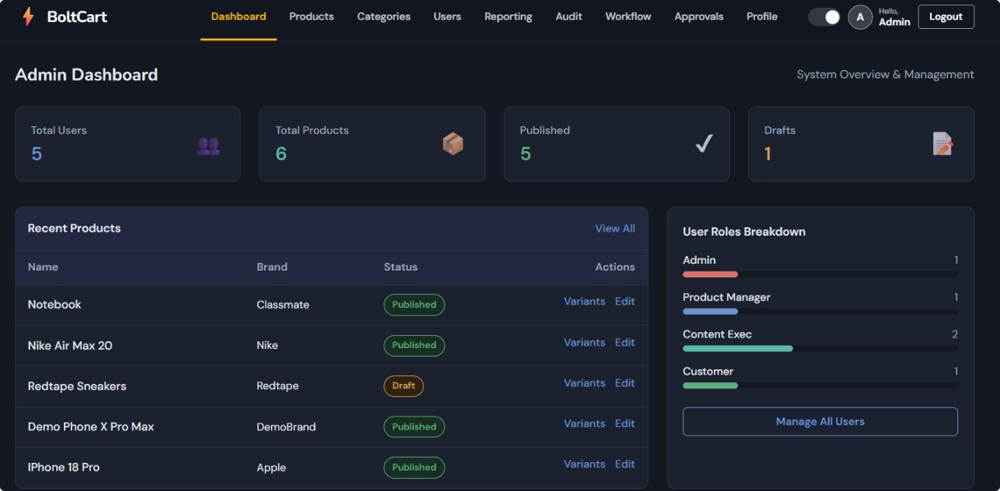 BoltCart Dashboard Products Categories Users Reporting Audit Workflow Approvals Profile A Hello, Admin Logout
Admin Dashboard System Overview & Management
Total Users
5
Total Products
6
Published
5
Drafts
1
Recent Products View All
Name Brand Status Actions
Notebook Classmate Published Variants Edit
Nike Air Max 20 Nike Published Variants Edit
Redtape Sneakers Redtape Draft Variants Edit
Demo Phone X Pro Max DemoBrand Published Variants Edit
IPhone 18 Pro Apple Published Variants Edit
User Roles Breakdown
Admin 1
Product Manager 1
Content Exec 2
Customer 1
Manage All Users